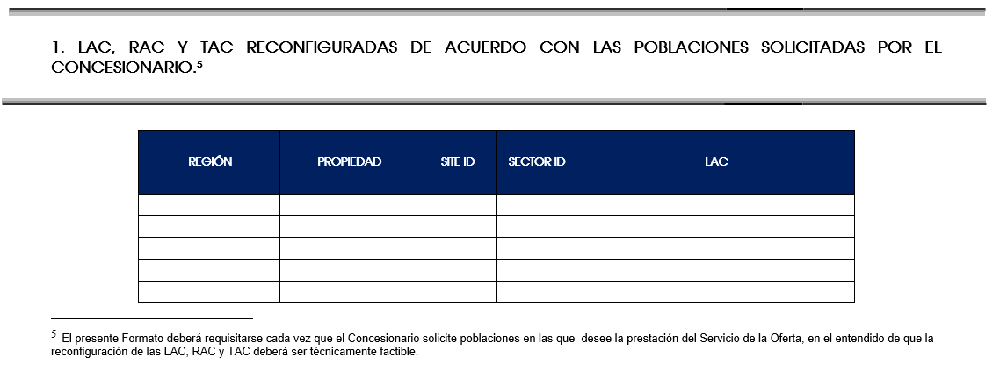 1. LAC, RAC Y TAC RECONFIGURADAS DE ACUERDO CON LAS POBLACIONES SOLICITADAS POR EL
CONCESIONARIO.⁵
REGIÓN PROPIEDAD SITE ID SECTOR ID LAC
⁵ El presente Formato deberá requisitarse cada vez que el Concesionario solicite poblaciones en las que desee la prestación del Servicio de la Oferta, en el entendido de que la
reconfiguración de las LAC, RAC y TAC deberá ser técnicamente factible.